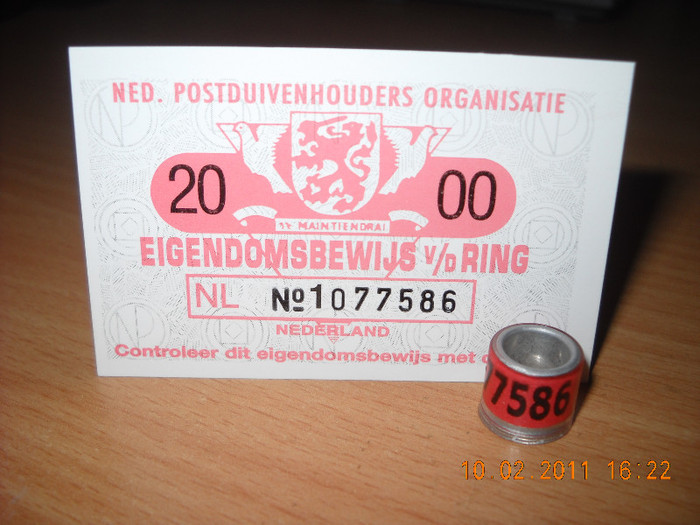 NED. POSTDUIVENHOUDERS ORGANISATIE
20 00
JE MAINTIENDRAI
EIGENDOMSBEWIJS V/D RING
NL No1077586
NEDERLAND
Controleer dit eigendomsbewijs met
7586
10.02.2011 16:22